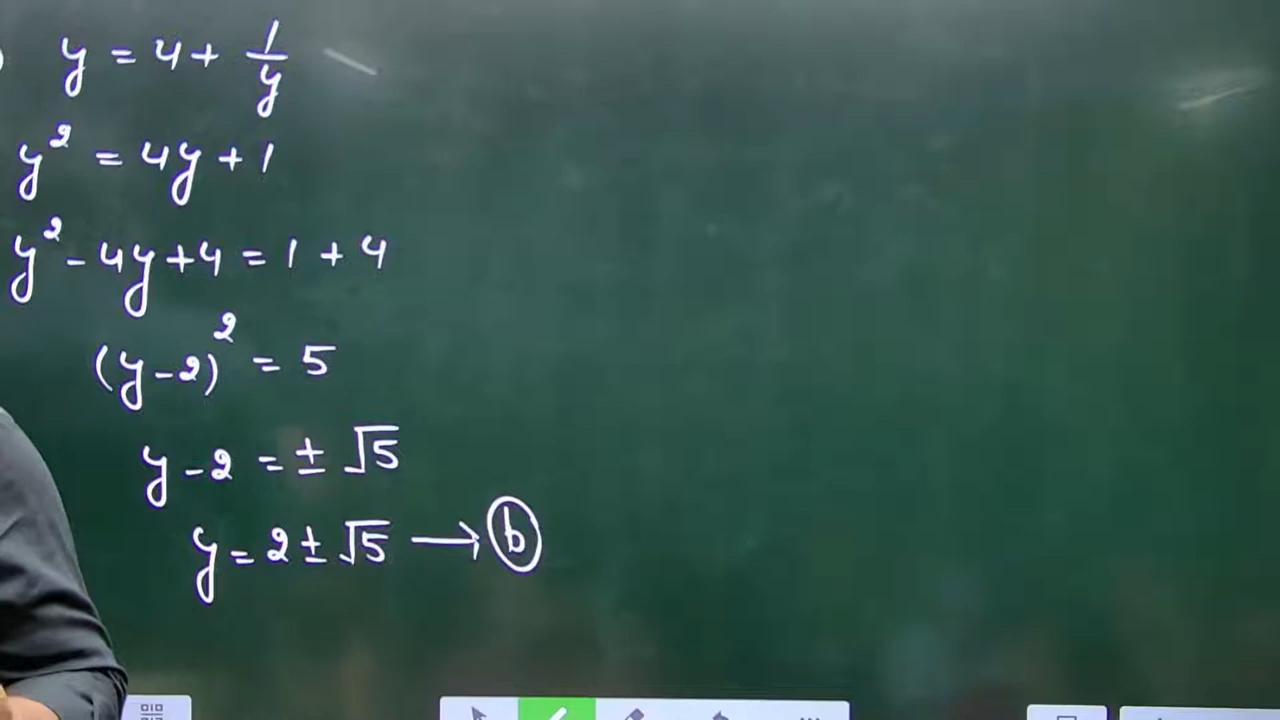 ) y = 4 + 1/y
y² = 4y + 1
y² - 4y + 4 = 1 + 4
(y - 2)² = 5
y - 2 = ± √5
y = 2 ± √5 → b